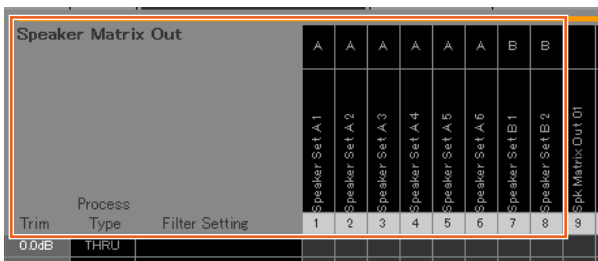 Speaker Matrix Out
A A A A A A B B
Speaker Set A 1
Speaker Set A 2
Speaker Set A 3
Speaker Set A 4
Speaker Set A 5
Speaker Set A 6
Speaker Set B 1
Speaker Set B 2
Spk Matrix Out 01
Process
Trim Type Filter Setting 1 2 3 4 5 6 7 8 9
0.0dB THRU